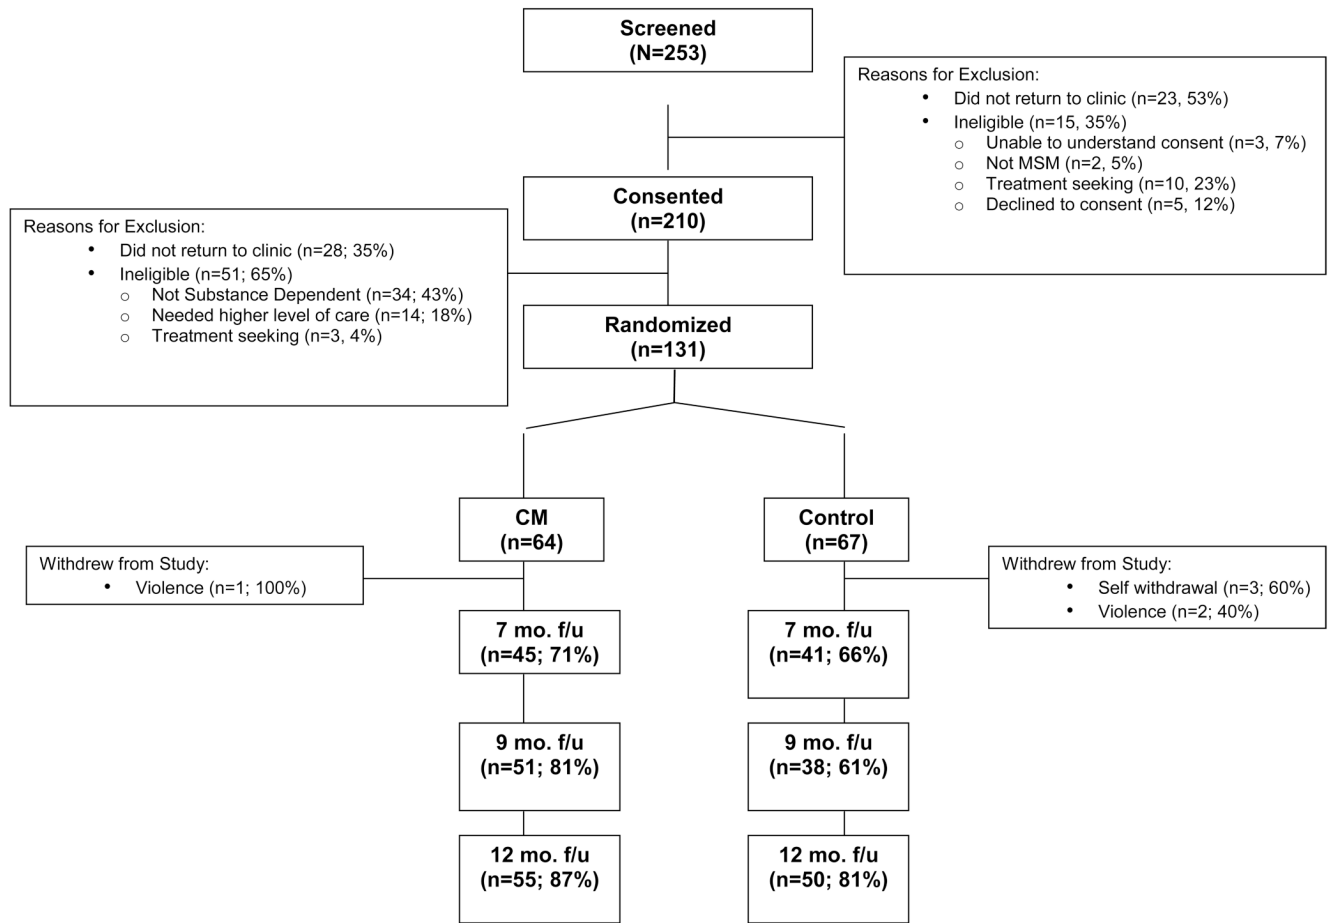 Screened
(N=253)
Reasons for Exclusion:
• Did not return to clinic (n=23, 53%)
• Ineligible (n=15, 35%)
o Unable to understand consent (n=3, 7%)
o Not MSM (n=2, 5%)
o Treatment seeking (n=10, 23%)
o Declined to consent (n=5, 12%)
Consented
(n=210)
Reasons for Exclusion:
• Did not return to clinic (n=28; 35%)
• Ineligible (n=51; 65%)
o Not Substance Dependent (n=34; 43%)
o Needed higher level of care (n=14; 18%)
o Treatment seeking (n=3, 4%)
Randomized
(n=131)
CM
(n=64)
Control
(n=67)
Withdrew from Study:
• Violence (n=1; 100%)
Withdrew from Study:
• Self withdrawal (n=3; 60%)
• Violence (n=2; 40%)
7 mo. f/u
(n=45; 71%)
7 mo. f/u
(n=41; 66%)
9 mo. f/u
(n=51; 81%)
9 mo. f/u
(n=38; 61%)
12 mo. f/u
(n=55; 87%)
12 mo. f/u
(n=50; 81%)